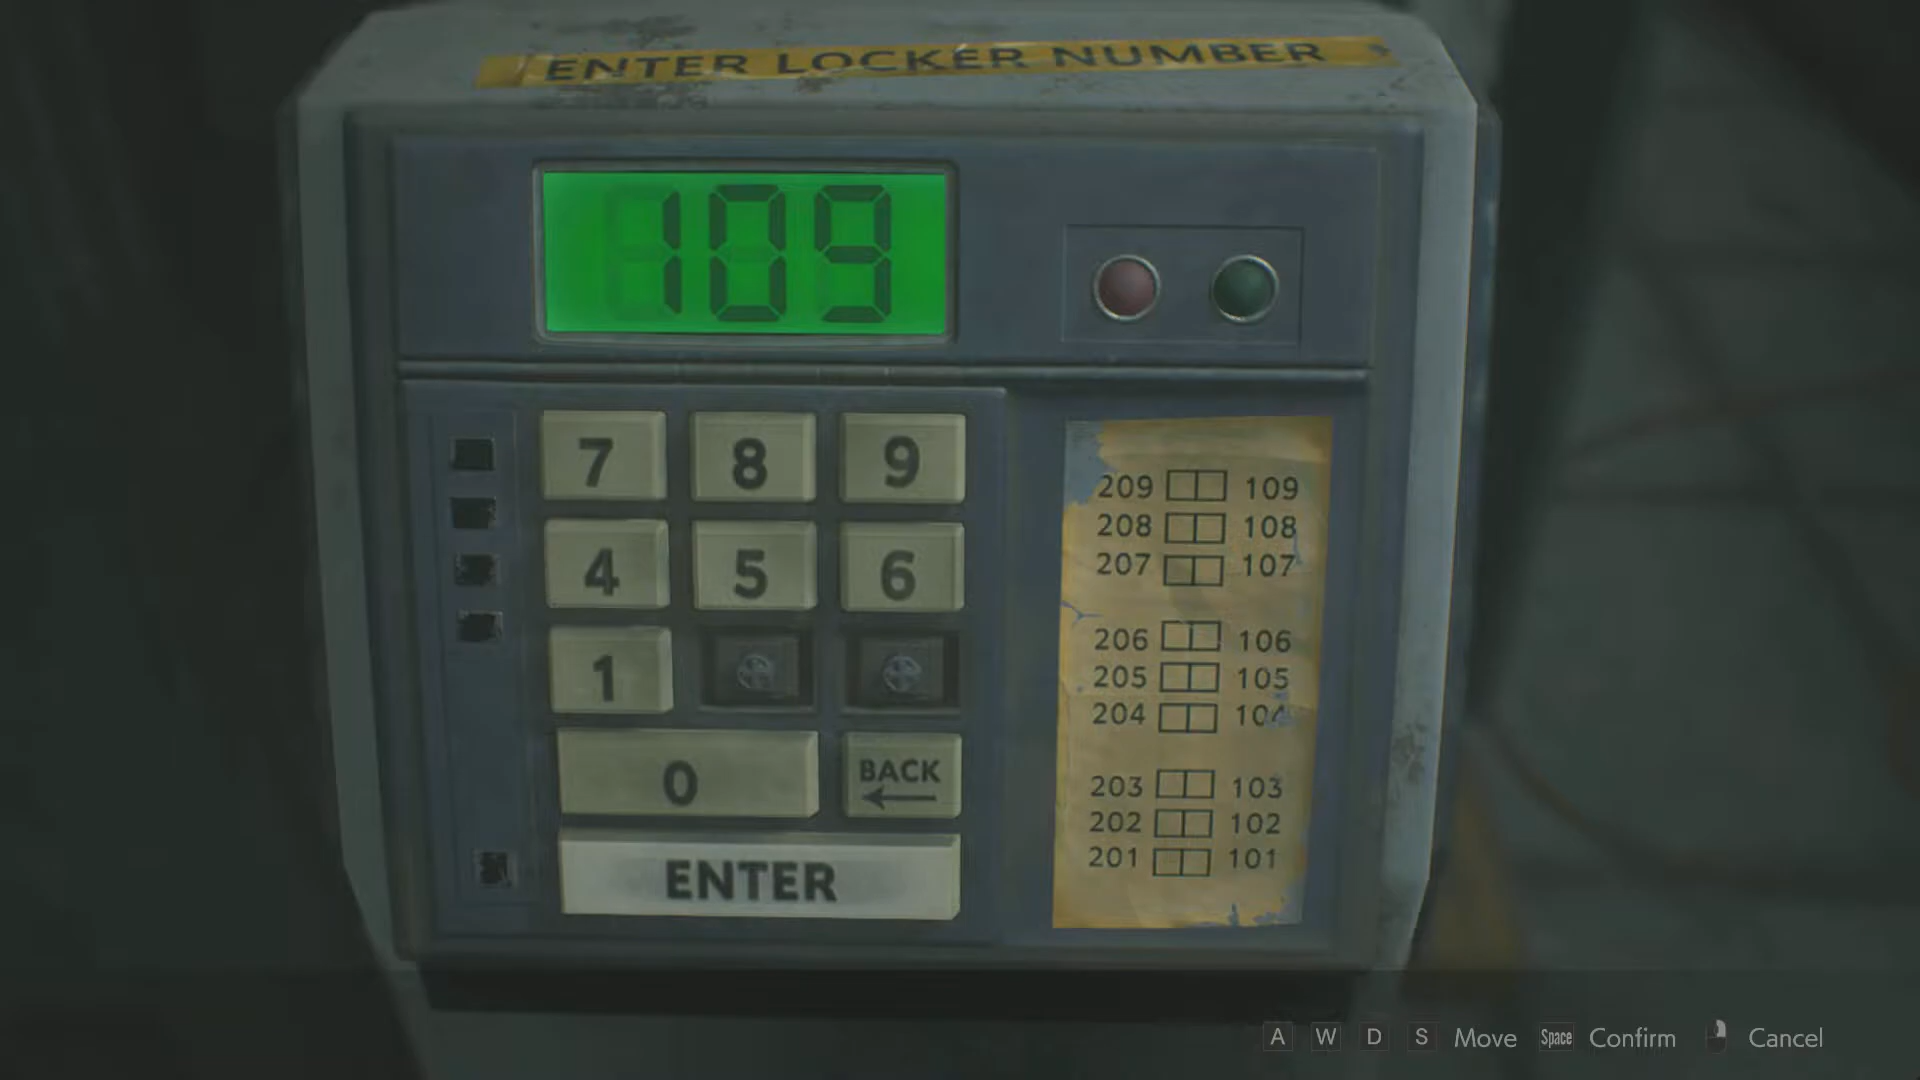 ENTER LOCKER NUMBER
109
7 8 9
4 5 6
1
0 BACK
ENTER
209 109
208 108
207 107
206 106
205 105
204 104
203 103
202 102
201 101
A W D S Move Space Confirm Cancel